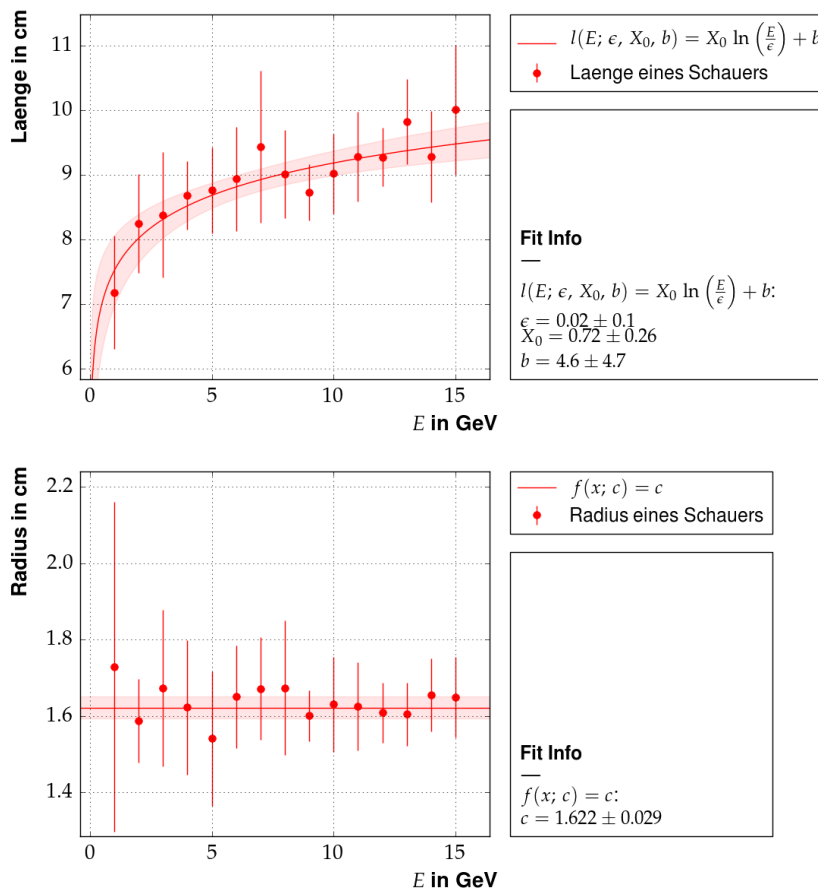 Laenge in cm
11
10
9
8
7
6
0
5
10
15
E in GeV
l(E; ϵ, X₀, b) = X₀ ln(E/ϵ) + b
Laenge eines Schauers
Fit Info
—
l(E; ϵ, X₀, b) = X₀ ln(E/ϵ) + b:
ϵ = 0.02 ± 0.1
X₀ = 0.72 ± 0.26
b = 4.6 ± 4.7
Radius in cm
2.2
2.0
1.8
1.6
1.4
0
5
10
15
E in GeV
f(x; c) = c
Radius eines Schauers
Fit Info
—
f(x; c) = c:
c = 1.622 ± 0.029